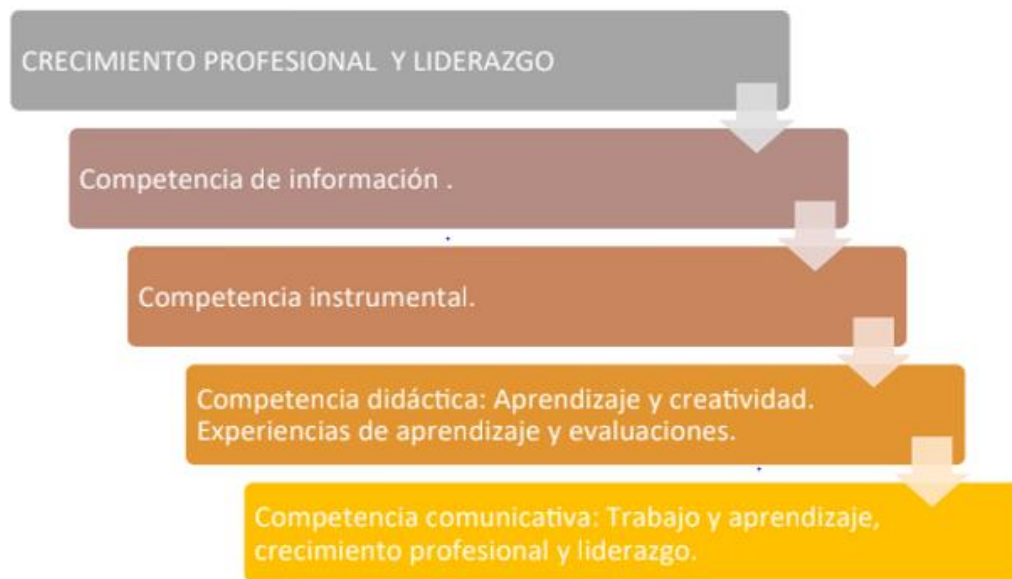 CRECIMIENTO PROFESIONAL Y LIDERAZGO
Competencia de información .
Competencia instrumental.
Competencia didáctica: Aprendizaje y creatividad.
Experiencias de aprendizaje y evaluaciones.
Competencia comunicativa: Trabajo y aprendizaje,
crecimiento profesional y liderazgo.